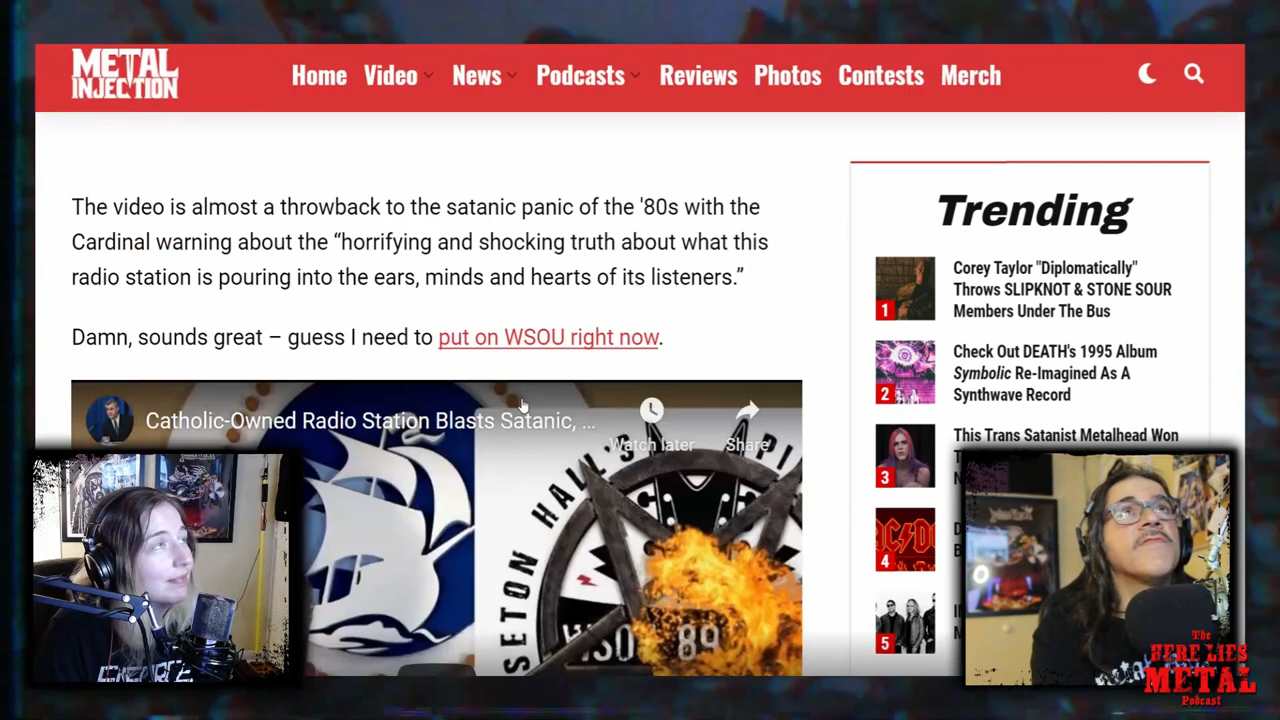 METAL
INJECTION
Home Video News Podcasts Reviews Photos Contests Merch
The video is almost a throwback to the satanic panic of the '80s with the
Cardinal warning about the “horrifying and shocking truth about what this
radio station is pouring into the ears, minds and hearts of its listeners.”
Damn, sounds great – guess I need to put on WSOU right now.
Catholic-Owned Radio Station Blasts Satanic, ...
Watch later
Share
SETON HALL'S
89
Trending
1
Corey Taylor "Diplomatically"
Throws SLIPKNOT & STONE SOUR
Members Under The Bus
2
Check Out DEATH's 1995 Album
Symbolic Re-Imagined As A
Synthwave Record
3
This Trans Satanist Metalhead Won
4
5
The
HERE LIES
METAL
Podcast